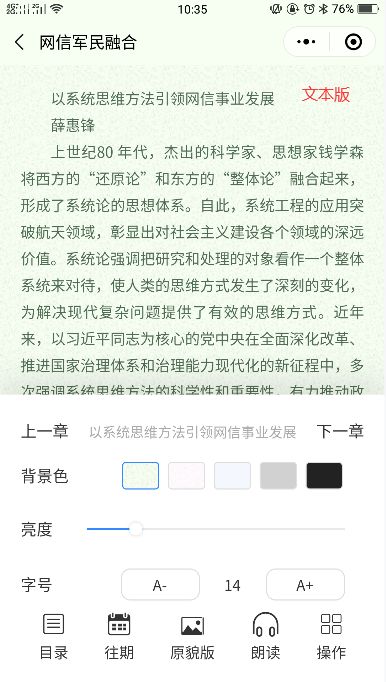 10:35
76%
网信军民融合
文本版
以系统思维方法引领网信事业发展
薛惠锋
上世纪80 年代，杰出的科学家、思想家钱学森
将西方的“还原论”和东方的“整体论”融合起来，
形成了系统论的思想体系。自此，系统工程的应用突
破航天领域，彰显出对社会主义建设各个领域的深远
价值。系统论强调把研究和处理的对象看作一个整体
系统来对待，使人类的思维方式发生了深刻的变化，
为解决现代复杂问题提供了有效的思维方式。近年
来，以习近平同志为核心的党中央在全面深化改革、
推进国家治理体系和治理能力现代化的新征程中，多
次强调系统思维方法的科学性和重要性，有力推动政
上一章 以系统思维方法引领网信事业发展 下一章
背景色
亮度
字号 A- 14 A+
目录 往期 原貌版 朗读 操作